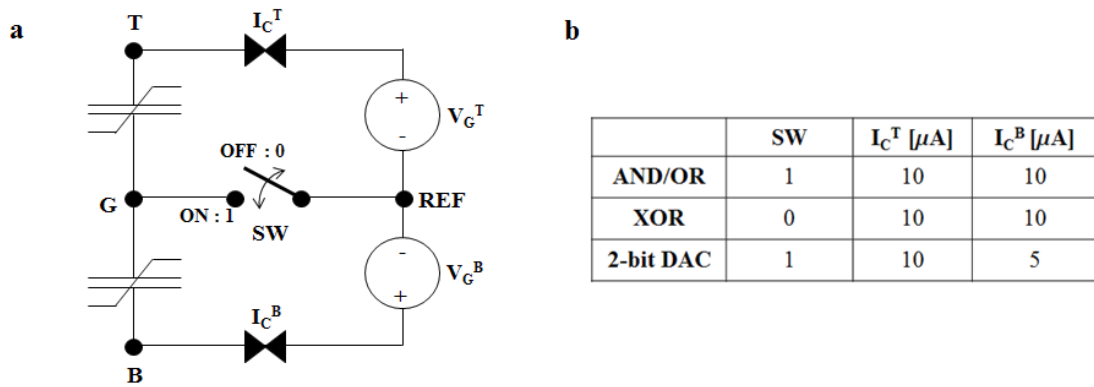 a
T
I_C^T
+
-
V_G^T
OFF : 0
G
ON : 1
SW
REF
-
+
V_G^B
I_C^B
B
b
SW I_C^T [μA] I_C^B [μA]
AND/OR 1 10 10
XOR 0 10 10
2-bit DAC 1 10 5